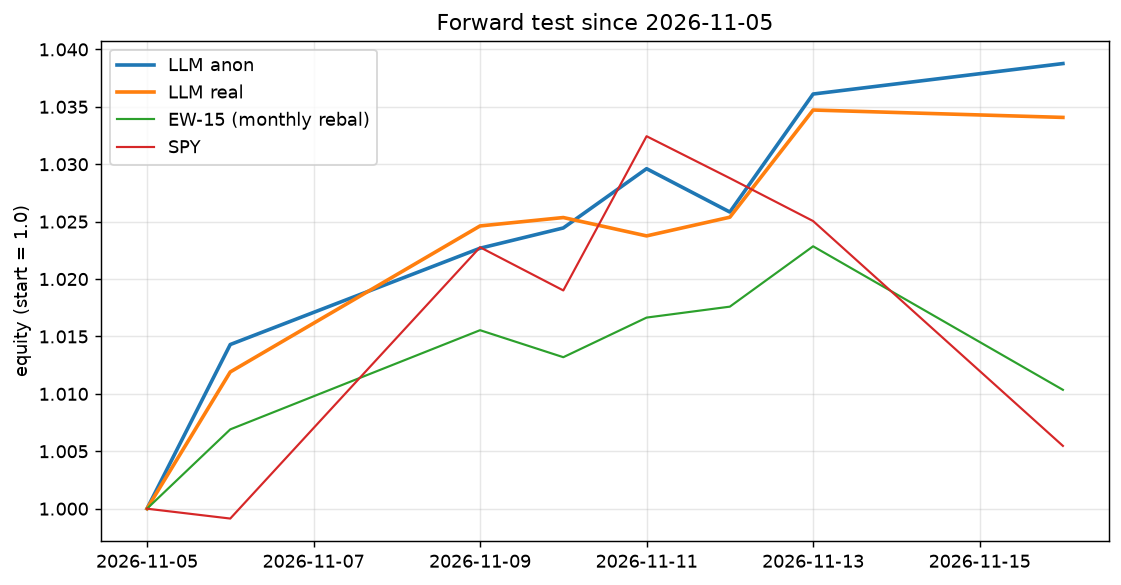 Forward test since 2026-11-05
LLM anon
LLM real
EW-15 (monthly rebal)
SPY
equity (start = 1.0)
1.040
1.035
1.030
1.025
1.020
1.015
1.010
1.005
1.000
2026-11-05 2026-11-07 2026-11-09 2026-11-11 2026-11-13 2026-11-15